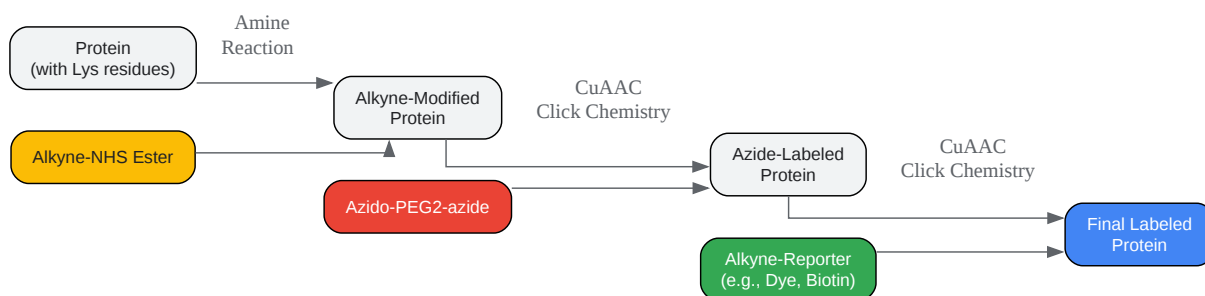 Amine
Reaction
Protein
(with Lys residues)
Alkyne-NHS Ester
Alkyne-Modified
Protein
CuAAC
Click Chemistry
Azido-PEG2-azide
Azide-Labeled
Protein
CuAAC
Click Chemistry
Alkyne-Reporter
(e.g., Dye, Biotin)
Final Labeled
Protein